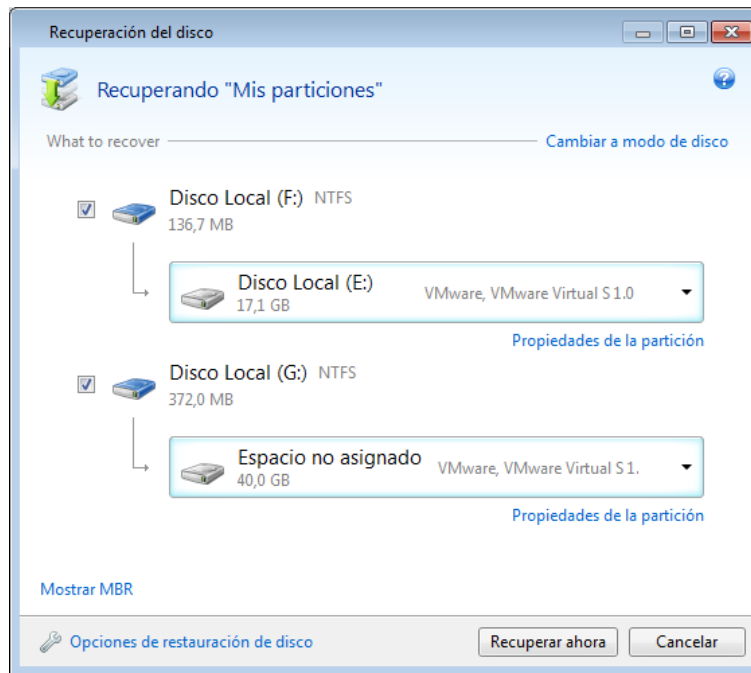 Recuperación del disco
Recuperando "Mis particiones"
What to recover
Cambiar a modo de disco
Disco Local (F:) NTFS
136,7 MB
Disco Local (E:) VMware, VMware Virtual S 1.0
17,1 GB
Propiedades de la partición
Disco Local (G:) NTFS
372,0 MB
Espacio no asignado VMware, VMware Virtual S 1.
40,0 GB
Propiedades de la partición
Mostrar MBR
Opciones de restauración de disco
Recuperar ahora
Cancelar